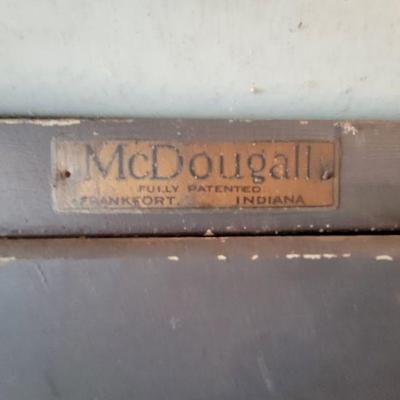 McDougall
FULLY PATENTED
FRANKFORT, INDIANA